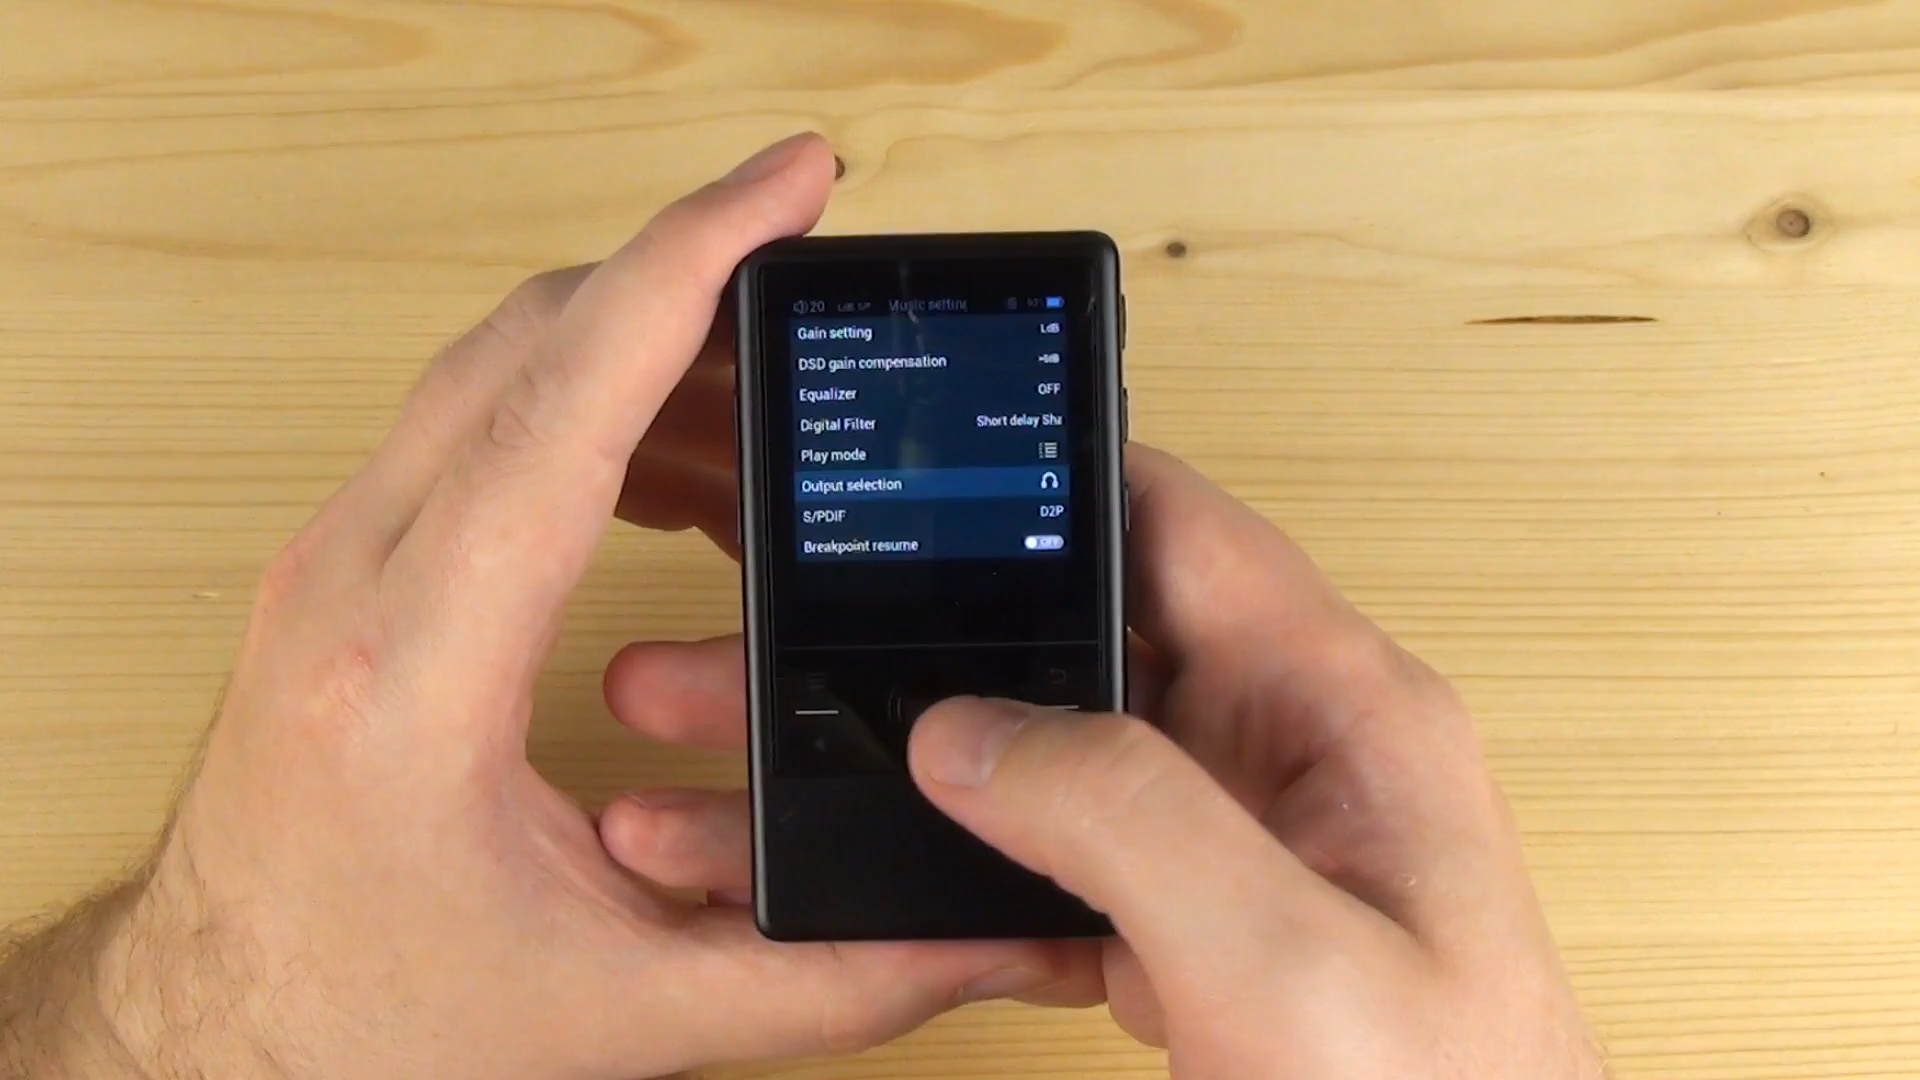 20 Music setting
Gain setting LdB
DSD gain compensation +6dB
Equalizer OFF
Digital Filter Short delay Sha
Play mode
Output selection
S/PDIF D2P
Breakpoint resume OFF